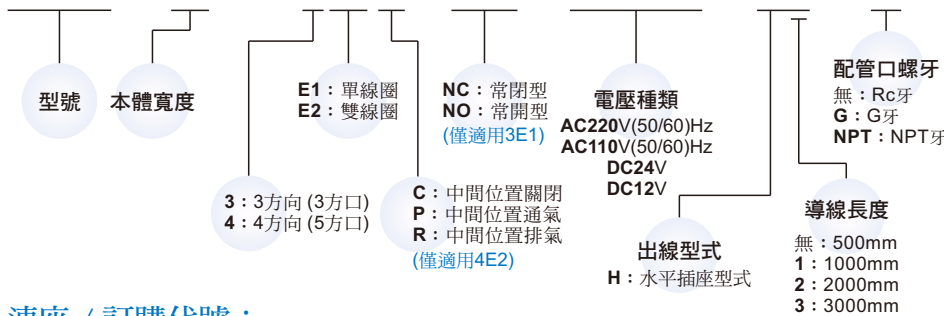 型號
本體寬度
3：3方向 (3方口)
4：4方向 (5方口)
E1：單線圈
E2：雙線圈
C：中間位置關閉
P：中間位置通氣
R：中間位置排氣
(僅適用4E2)
NC：常閉型
NO：常開型
(僅適用3E1)
電壓種類
AC220V(50/60)Hz
AC110V(50/60)Hz
DC24V
DC12V
出線型式
H：水平插座型式
導線長度
無：500mm
1：1000mm
2：2000mm
3：3000mm
配管口螺牙
無：Rc牙
G：G牙
NPT：NPT牙
連座 / 訂購代號：